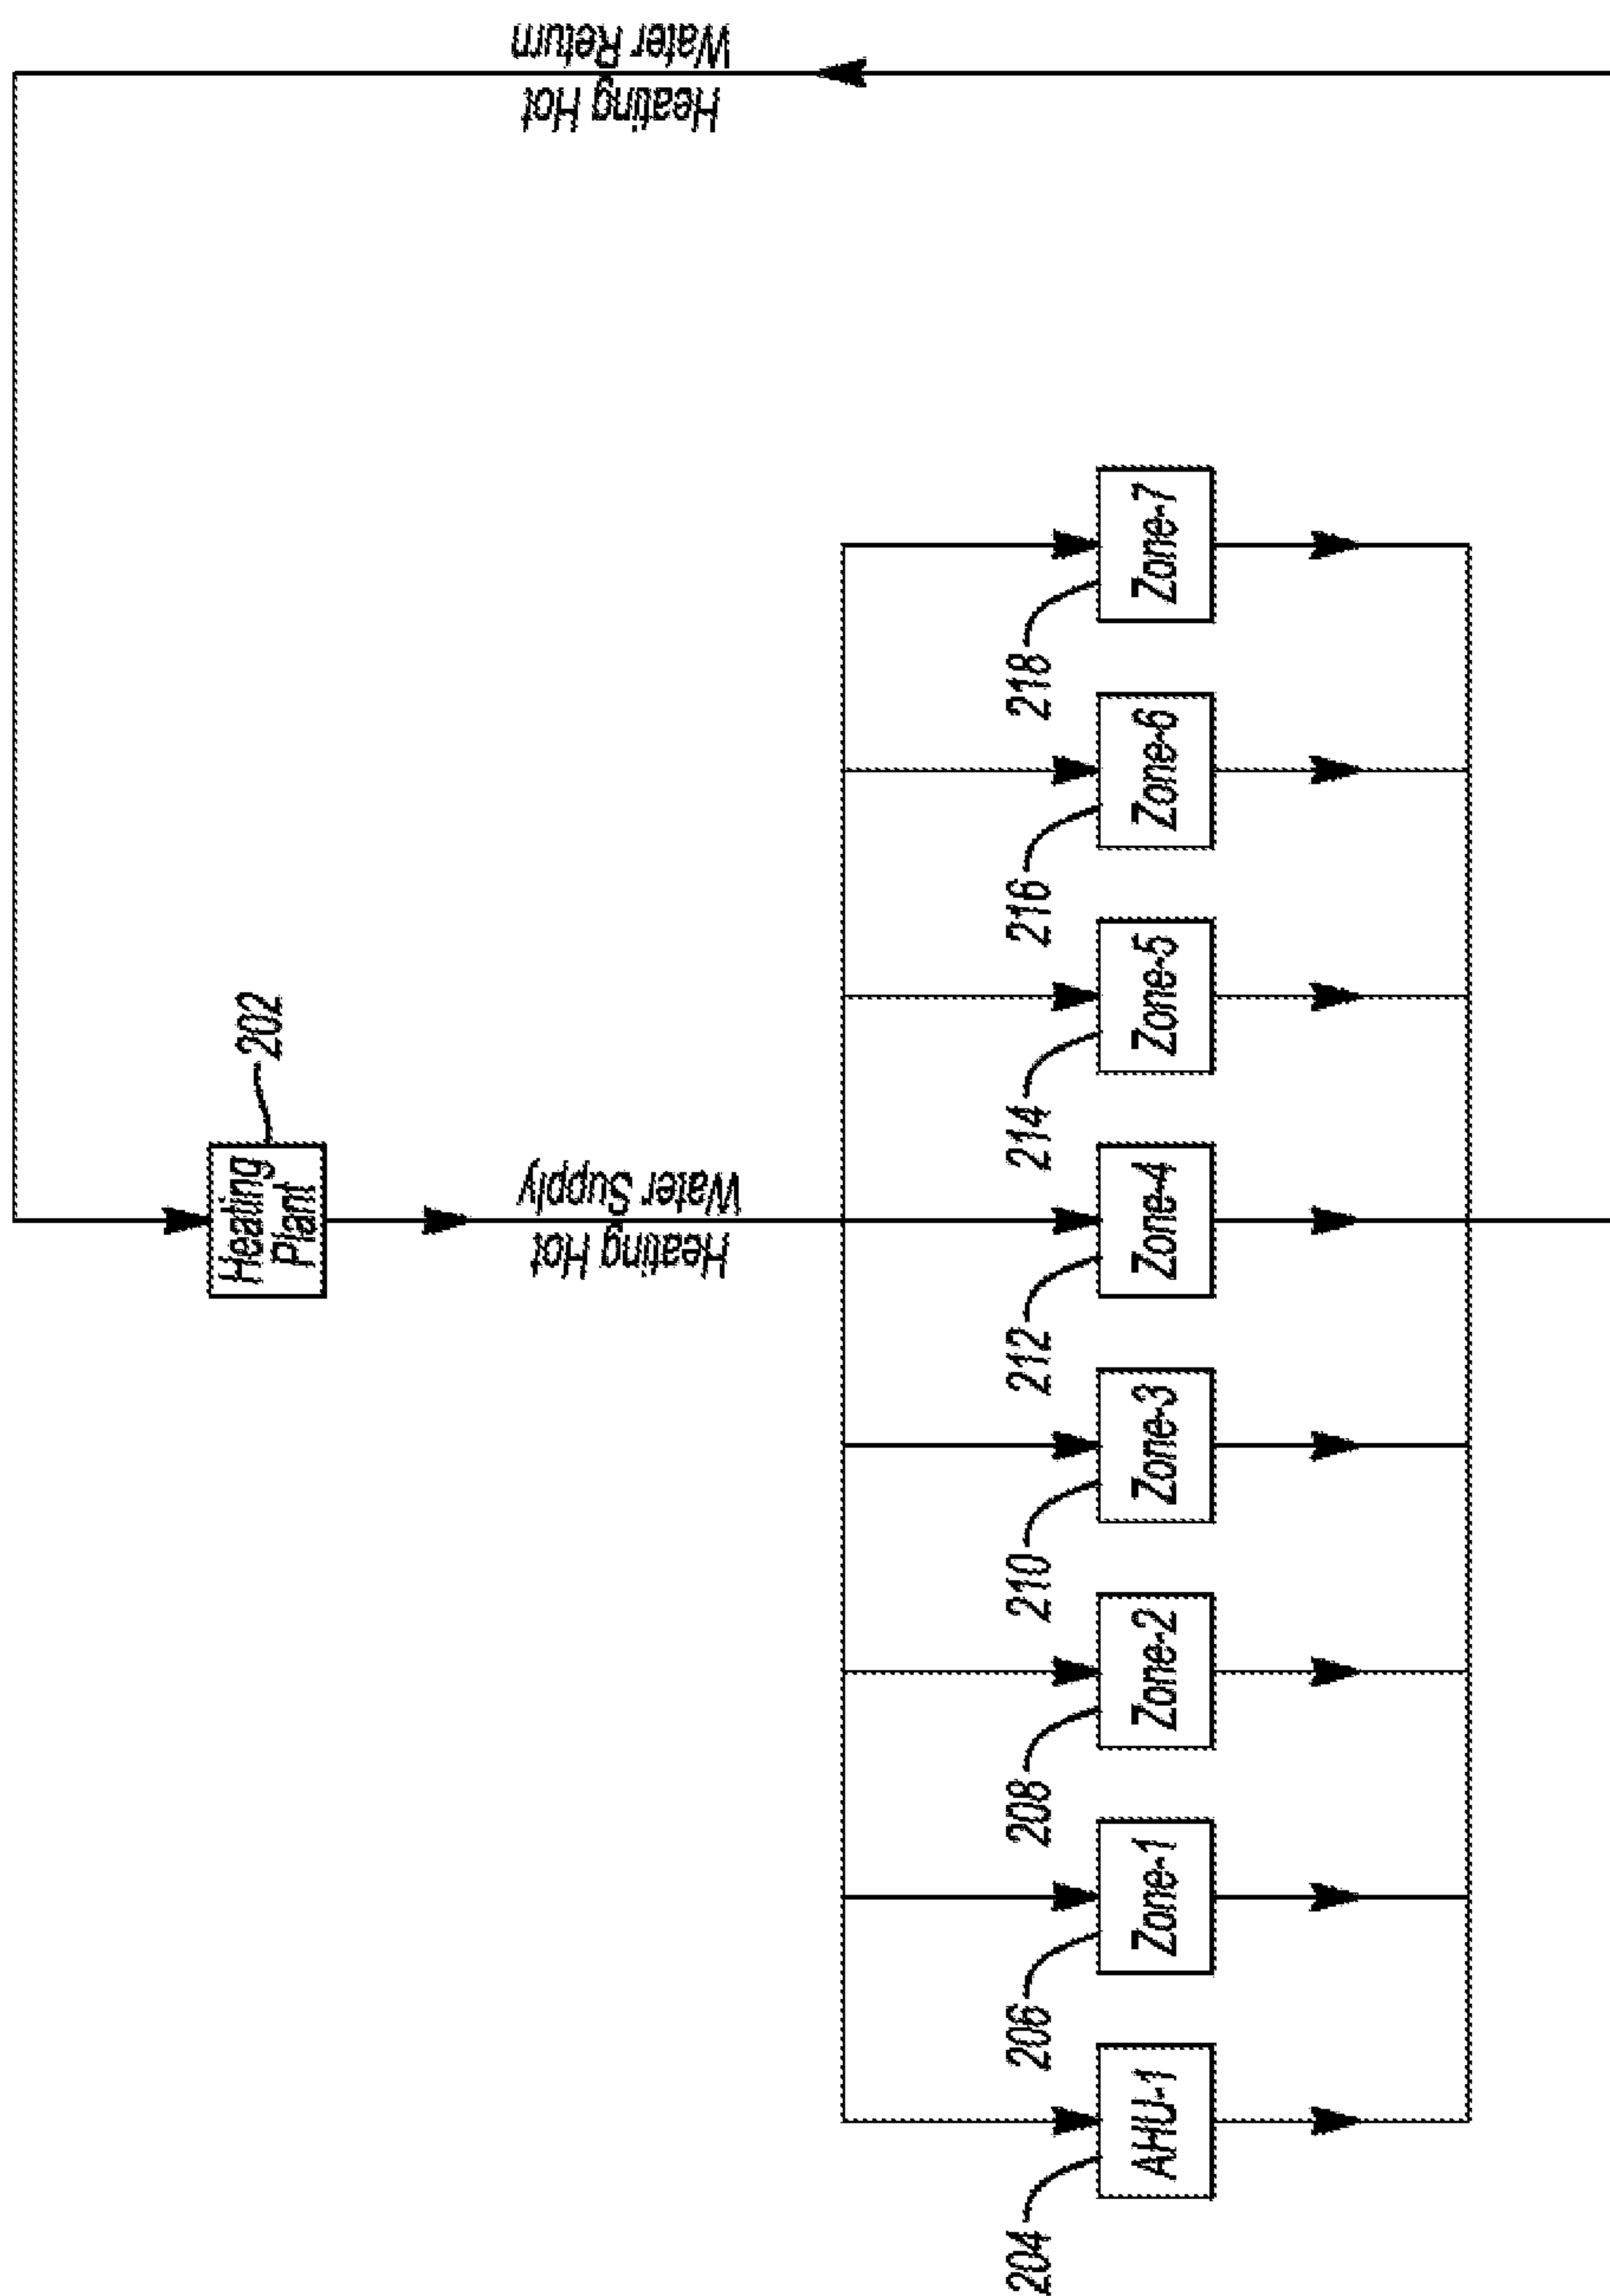 Heating Hot
Water Return
202
Heating
Plant
Heating Hot
Water Supply
204
AHU-1
206
Zone-1
208
Zone-2
210
Zone-3
212
Zone-4
214
Zone-5
216
Zone-6
218
Zone-7